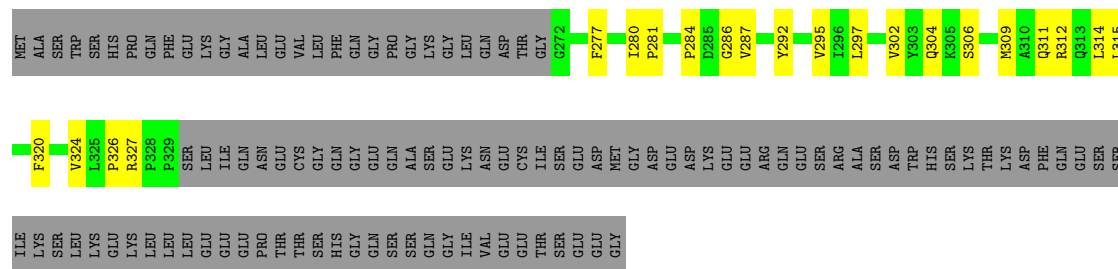 MET ALA SER TRP SER HIS PRO GLN PHE GLU LYS GLY ALA LEU GLU VAL LEU PHE GLN GLY PRO GLY LYS GLY LEU GLN ASP THR GLY G272 F277 I280 P281 P284 D285 G286 V287 Y292 V295 I296 L297 V302 Y303 Q304 K305 S306 M309 A310 Q311 R312 Q313 L314
F320 V324 L325 P326 R327 P328 P329 SER LEU ILE GLN ASN GLU CYS GLY GLN GLY GLU GLN ALA SER GLU LYS ASN GLU CYS ILE SER GLU ASP MET GLY ASP GLU ASP LYS GLU GLU ARG GLN GLU SER ARG ALA SER ASP TRP HIS SER LYS THR LYS ASP PHE GLN GLU SER SER
ILE LYS SER LEU LYS GLU LYS LEU LEU LEU GLU GLU GLU PRO THR THR SER HIS GLY GLN SER SER GLN GLY ILE VAL GLU GLU THR SER GLU GLU GLY